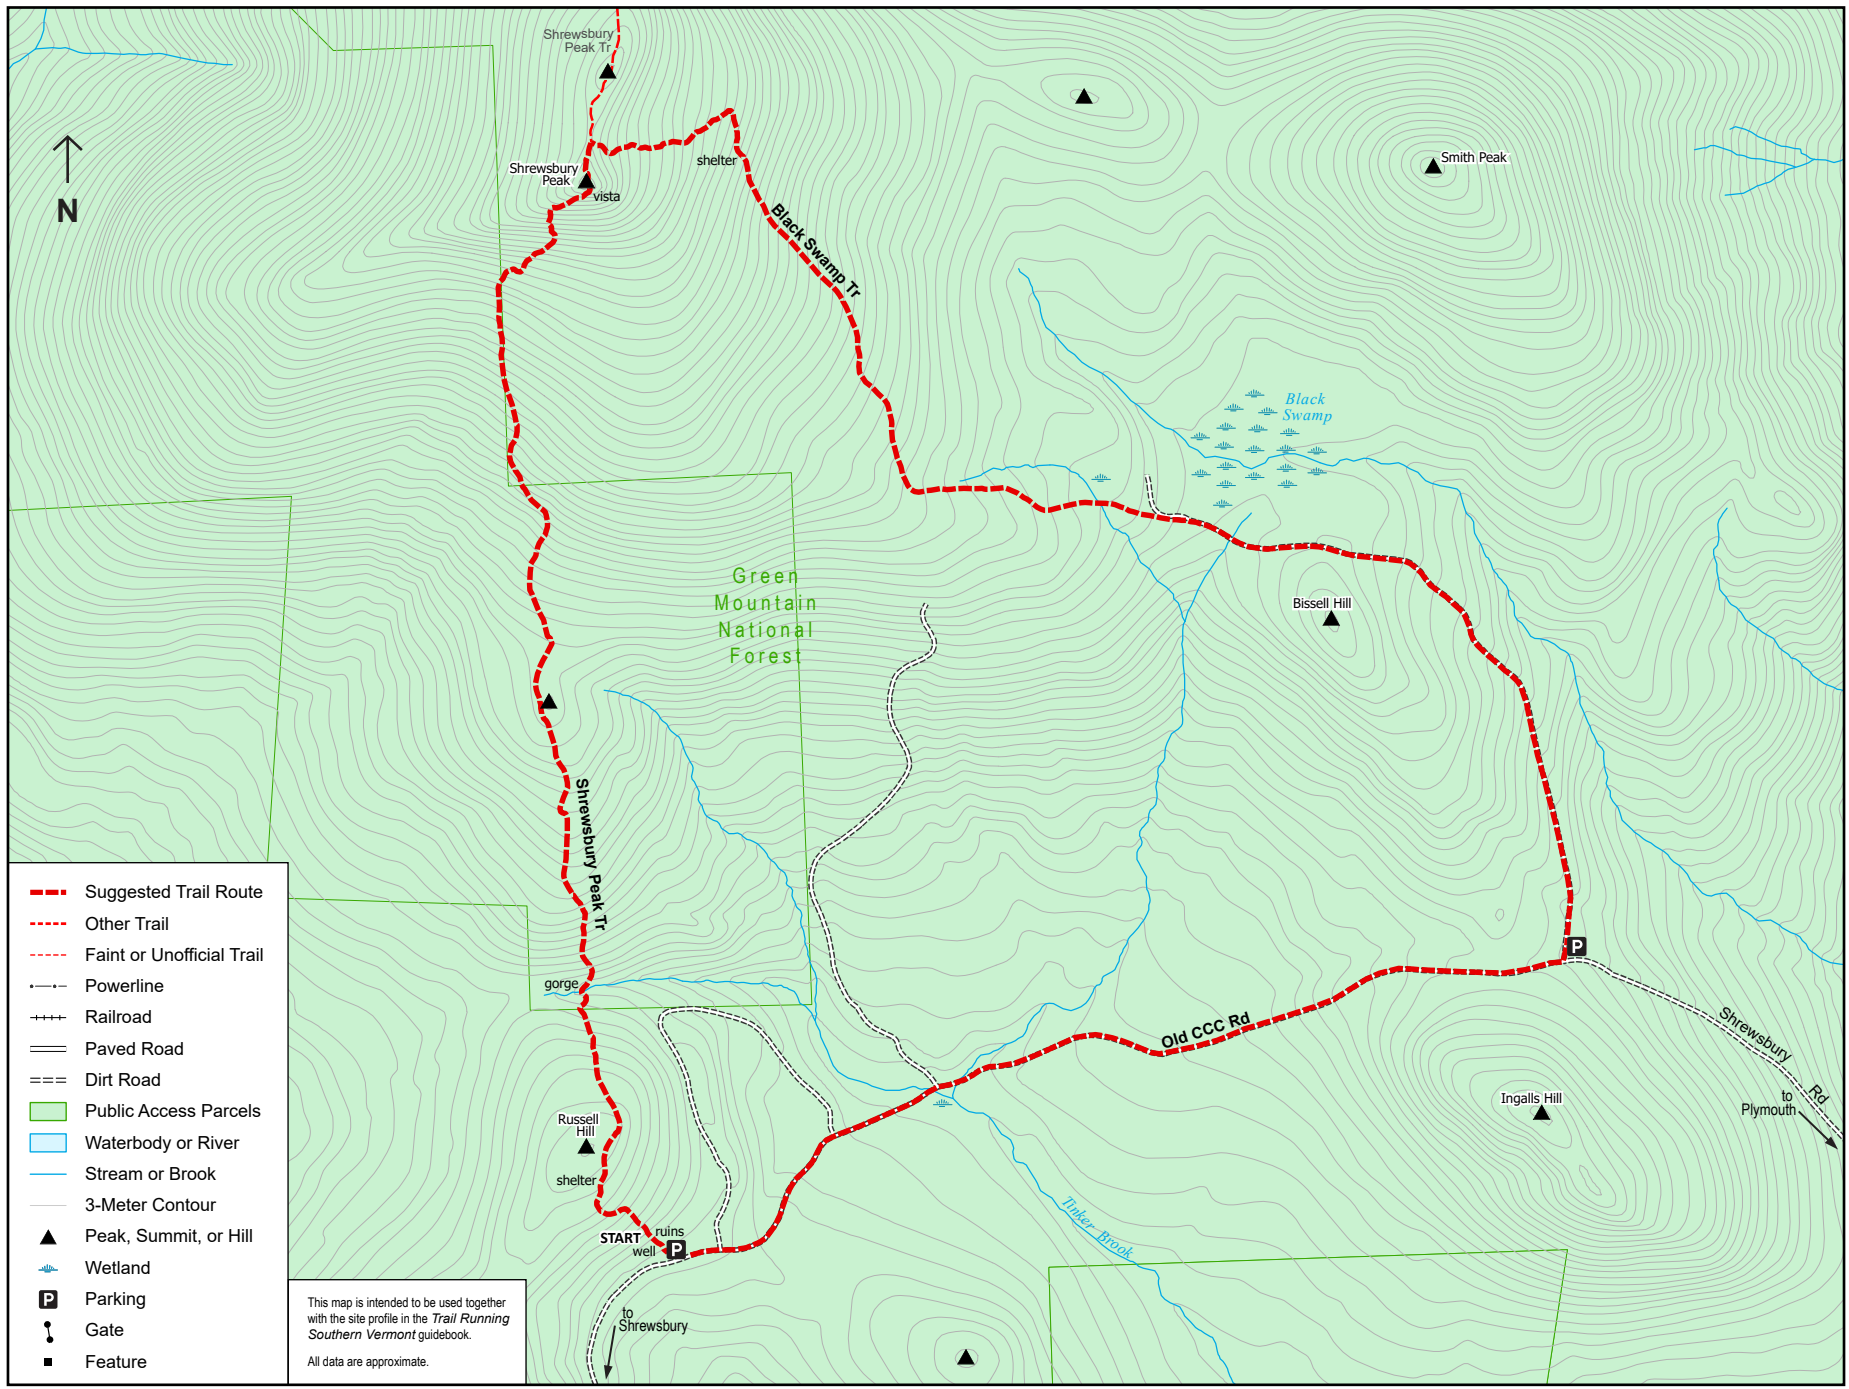 Shrewsbury
Peak Tr
Smith Peak
shelter
Shrewsbury
Peak
vista
N
Black Swamp Tr
Black
Swamp
Green
Mountain
National
Forest
Bissell Hill
Shrewsbury Peak Tr
gorge
P
Old CCC Rd
Shrewsbury Rd
to
Plymouth
Ingalls Hill
Russell
Hill
shelter
Tinker Brook
START
ruins
well
P
to
Shrewsbury
Suggested Trail Route
Other Trail
Faint or Unofficial Trail
Powerline
Railroad
Paved Road
Dirt Road
Public Access Parcels
Waterbody or River
Stream or Brook
3-Meter Contour
Peak, Summit, or Hill
Wetland
P Parking
Gate
Feature
This map is intended to be used together
with the site profile in the Trail Running
Southern Vermont guidebook.
All data are approximate.